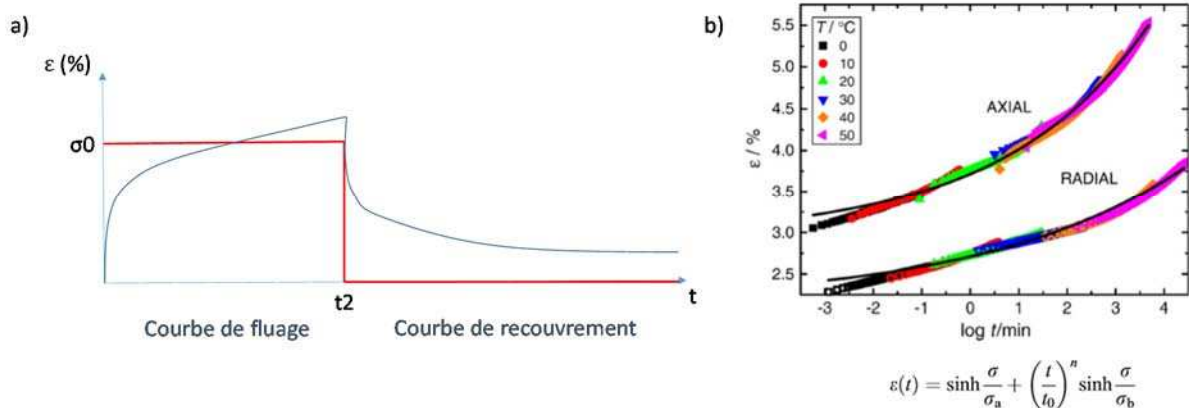 a)
ε (%)
σ0
t2
t
Courbe de fluage
Courbe de recouvrement
b)
T / °C
0
10
20
30
40
50
AXIAL
RADIAL
5.5
5.0
4.5
4.0
3.5
3.0
2.5
ε / %
-3 -2 -1 0 1 2 3 4
log t/min
ε(t) = sinh σ/σa + (t/t0)^n sinh σ/σb